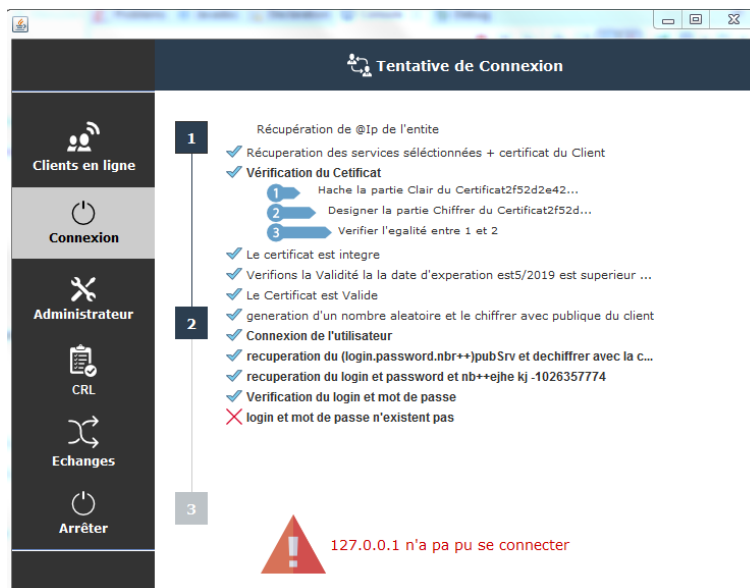 Tentative de Connexion
Clients en ligne
Connexion
Administrateur
CRL
Echanges
Arrêter
1
Récupération de @Ip de l'entite
Récuperation des services séléctionnées + certificat du Client
Vérification du Cetificat
1 Hache la partie Clair du Certificat2f52d2e42...
2 Designer la partie Chiffrer du Certificat2f52d...
3 Verifier l'egalité entre 1 et 2
Le certificat est integre
Verifions la Validité la la date d'experation est5/2019 est superieur ...
Le Certificat est Valide
2
generation d'un nombre aleatoire et le chiffrer avec publique du client
Connexion de l'utilisateur
recuperation du (login.password.nbr++)pubSrv et dechiffrer avec la c...
recuperation du login et password et nb++ejhe kj -1026357774
Verification du login et mot de passe
login et mot de passe n'existent pas
3
127.0.0.1 n'a pa pu se connecter